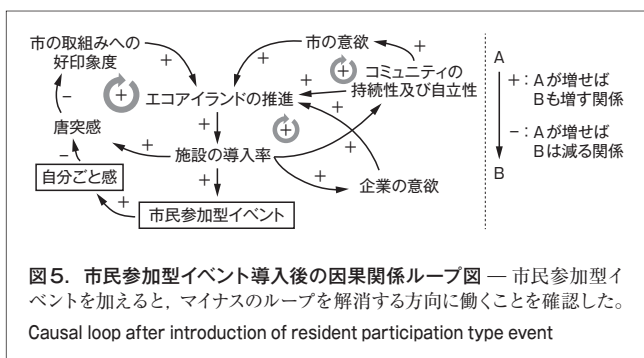 市の取組みへの
好印象度
+
市の意欲
+
コミュニティの
持続性及び自立性
+
+
+
+
エコアイランドの推進
−
唐突感
+
+
+
+
施設の導入率
+
+
−
自分ごと感
+
+
企業の意欲
市民参加型イベント
A
+：Aが増せば
Bも増す関係
−：Aが増せば
Bは減る関係
B
図5．市民参加型イベント導入後の因果関係ループ図 — 市民参加型イ
ベントを加えると，マイナスのループを解消する方向に働くことを確認した。
Causal loop after introduction of resident participation type event